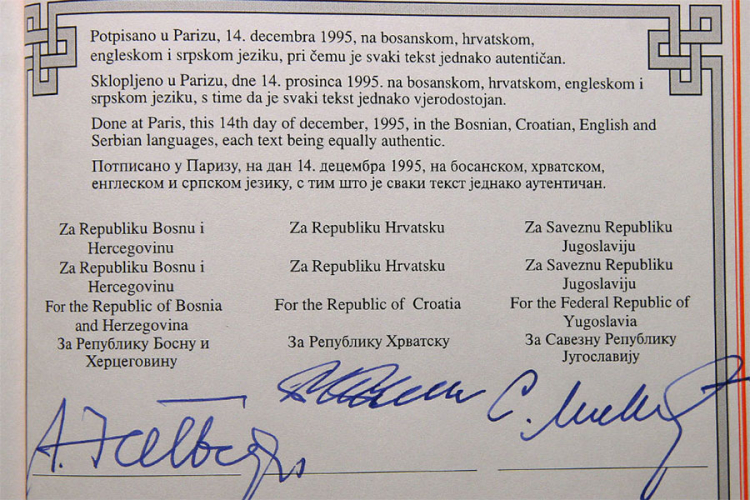 Potpisano u Parizu, 14. decembra 1995, na bosanskom, hrvatskom,
engleskom i srpskom jeziku, pri čemu je svaki tekst jednako autentičan.
Sklopljeno u Parizu, dne 14. prosinca 1995. na bosanskom, hrvatskom, engleskom i
srpskom jeziku, s time da je svaki tekst jednako vjerodostojan.
Done at Paris, this 14th day of december, 1995, in the Bosnian, Croatian, English and
Serbian languages, each text being equally authentic.
Потписано у Паризу, на дан 14. децембра 1995, на босанском, хрватском,
енглеском и српском језику, с тим што је сваки текст једнако аутентичан.
Za Republiku Bosnu i
Hercegovinu
Za Republiku Bosnu i
Hercegovinu
For the Republic of Bosnia
and Herzegovina
За Републику Босну и
Херцеговину
Za Republiku Hrvatsku
Za Republiku Hrvatsku
For the Republic of Croatia
За Републику Хрватску
Za Saveznu Republiku
Jugoslaviju
Za Saveznu Republiku
Jugoslaviju
For the Federal Republic of
Yugoslavia
За Савезну Републику
Југославију